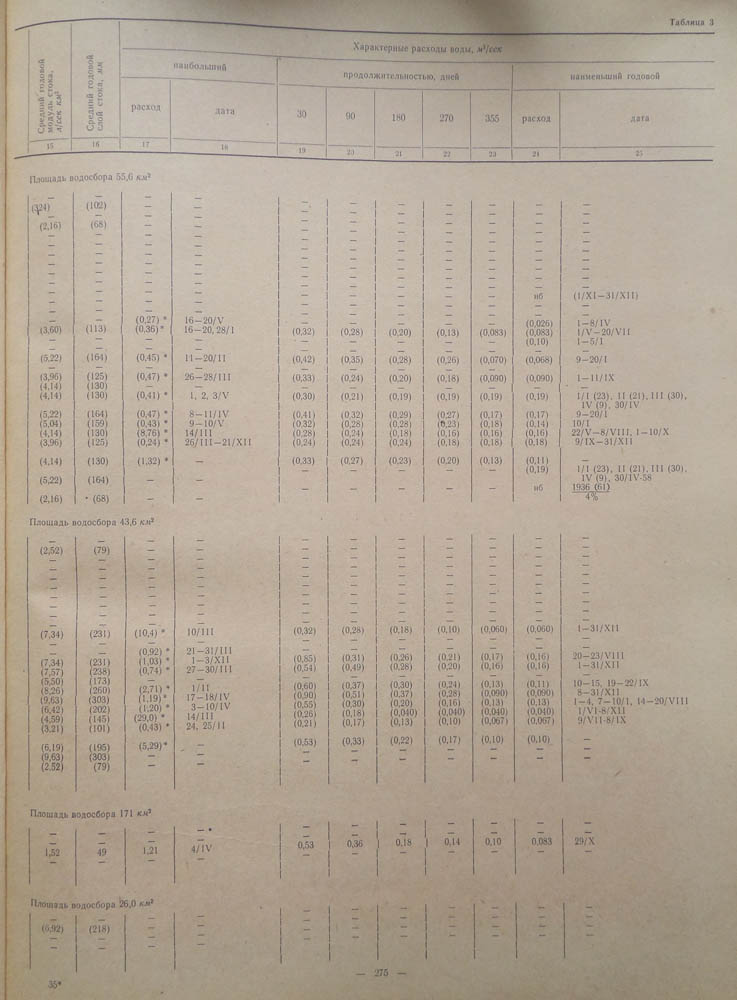 Таблица 3
Средний годовой модуль стока, л/сек км²
Средний годовой слой стока, мм
Характерные расходы воды, м³/сек
наибольший
продолжительностью, дней
наименьший годовой
расход дата 30 90 180 270 355 расход дата
15 16 17 18 19 20 21 22 23 24 25
Площадь водосбора 55,6 км²
— — — — — — — — — — —
(3,24) (102) — — — — — — — — —
— — — — — — — — — — —
(2,16) (68) — — — — — — — — —
— — — — — — — — — — —
— — — — — — — — — — —
— — — — — — — — — — —
— — — — — — — — — — —
— — — — — — — — — — —
— — — — — — — — — — —
— — — — — — — — — нб (1/XI—31/XII)
— — — — — — — — — — —
— — (0,27) * 16—20/V — — — — — (0,026) 1—8/IV
(3,60) (113) (0,36) * 16—20, 28/I (0,32) (0,28) (0,20) (0,13) (0,083) (0,083) 1/V—20/VII
— — — — — — — — — (0,10) 1—5/I
— — — — — — — — — — —
(5,22) (164) (0,45) * 11—20/II (0,42) (0,35) (0,28) (0,26) (0,070) (0,068) 9—20/I
— — — — — — — — — — —
(3,96) (125) (0,47) * 26—28/III (0,33) (0,24) (0,20) (0,18) (0,090) (0,090) 1—11/IX
(4,14) (130) — — — — — — — — —
(4,14) (130) (0,41) * 1, 2, 3/V (0,30) (0,21) (0,19) (0,19) (0,19) (0,19) 1/I (23), II (21), III (30),
IV (9), 30/IV
(5,22) (164) (0,47) * 8—11/IV (0,41) (0,32) (0,29) (0,27) (0,17) (0,17) 9—20/I
(5,04) (159) (0,43) * 9—10/V (0,32) (0,28) (0,28) (0,23) (0,18) (0,14) 10/I
(4,14) (130) (8,76) * 14/III (0,28) (0,24) (0,18) (0,16) (0,16) (0,16) 22/V—8/VIII, 1—10/X
(3,96) (125) (0,24) * 26/III—21/XII (0,24) (0,24) (0,24) (0,18) (0,18) (0,18) 9/IX—31/XII
(4,14) (130) (1,32) * — (0,33) (0,27) (0,23) (0,20) (0,13) (0,11) —
(0,19) 1/I (23), II (21), III (30),
IV (9), 30/IV-58
(5,22) (164) — — — — — — — нб 1936 (61)
4%
(2,16) (68) — —
Площадь водосбора 43,6 км²
— — — — — — — — — — —
(2,52) (79) — — — — — — — — —
— — — — — — — — — — —
— — — — — — — — — — —
— — — — — — — — — — —
— — — — — — — — — — —
— — — — — — — — — — —
— — — — — — — — — — —
— — — — — — — — — — —
(7,34) (231) (10,4) * 10/III (0,32) (0,28) (0,18) (0,10) (0,060) (0,060) 1—31/XII
— — — — — — — — — — —
— — (0,92) * 21—31/III — — — — — — —
(7,34) (231) (1,03) * 1—3/XII (0,85) (0,31) (0,26) (0,21) (0,17) (0,16) 20—23/VIII
(7,57) (238) (0,74) * 27—30/III (0,54) (0,49) (0,28) (0,20) (0,16) (0,16) 1—31/XII
(5,50) (173) — — — — — — — — —
(8,26) (260) (2,71) * 1/II (0,60) (0,37) (0,30) (0,24) (0,13) (0,11) 10—15, 19—22/IX
(9,63) (303) (1,19) * 17—18/IV (0,90) (0,51) (0,37) (0,28) (0,090) (0,090) 8—31/XII
(6,42) (202) (1,20) * 3—10/IV (0,55) (0,30) (0,20) (0,16) (0,13) (0,13) 1—4, 7—10/I, 14—20/VIII
(4,59) (145) (29,0) * 14/III (0,26) (0,18) (0,040) (0,040) (0,040) (0,040) 1/VI-8/XII
(3,21) (101) (0,43) * 24, 25/II (0,21) (0,17) (0,13) (0,10) (0,067) (0,067) 9/VII-8/IX
(6,19) (195) (5,29) * — (0,53) (0,33) (0,22) (0,17) (0,10) (0,10) —
(9,63) (303) — — — — — — — — —
(2,52) (79) — — — — — — — — —
Площадь водосбора 171 км²
— — — — — — — — — — —
— — — — — — — — — — —
1,52 49 1,21 4/IV 0,53 0,36 0,18 0,14 0,10 0,083 29/X
— — — — — — — — — — —
Площадь водосбора 26,0 км²
— — — — — — — — — — —
(6,92) (218) — — — — — — — — —
— — — — — — — — — — —
— — — — — — — — — — —
— 275 —
35*